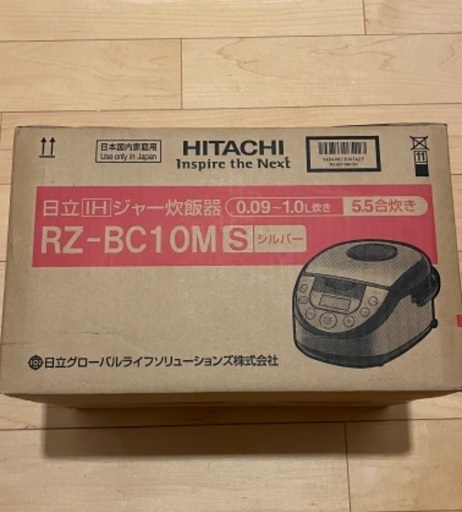 日本国内家庭用
Use only in Japan
HITACHI
Inspire the Next
11
日立IHジャー炊飯器 0.09~1.0L炊き 5.5合炊き
RZ-BC10M S シルバー
日立グローバルライフソリューションズ株式会社